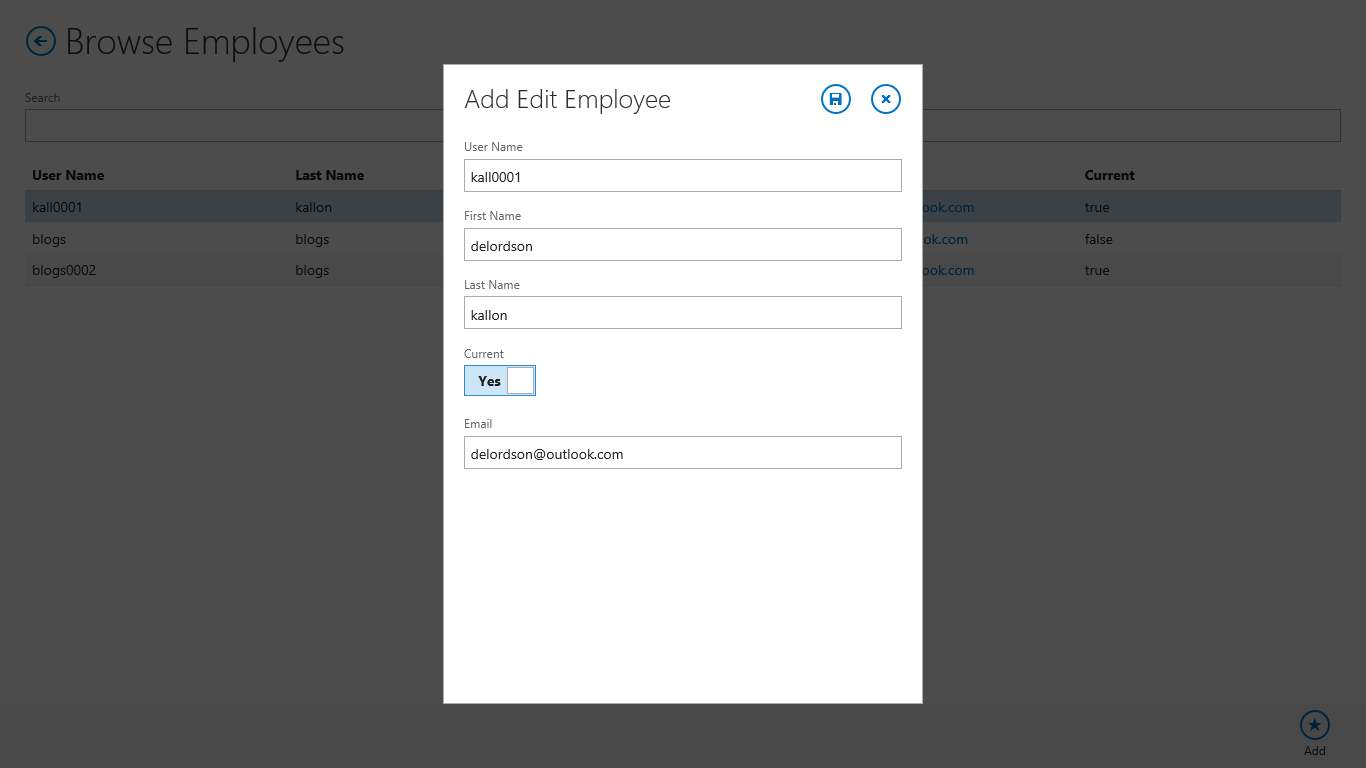 Browse Employees
Search
User Name Last Name Current
kall0001 kallon ook.com true
blogs blogs ok.com false
blogs0002 blogs ook.com true
Add Edit Employee
User Name
kall0001
First Name
delordson
Last Name
kallon
Current
Yes
Email
delordson@outlook.com
Add